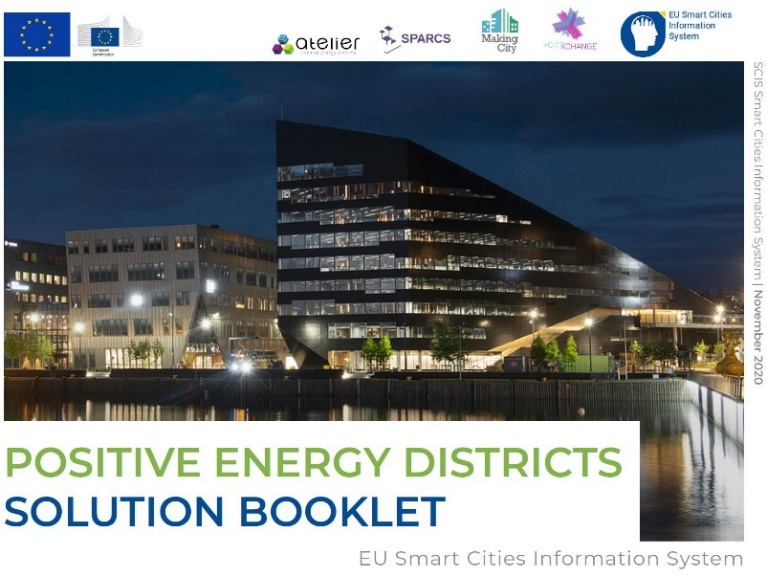 European
Commission
atelier
SPARCS
Making
City
+CITYXCHANGE
EU Smart Cities
Information
System
SCIS Smart Cities Information System | November 2020
POSITIVE ENERGY DISTRICTS
SOLUTION BOOKLET
EU Smart Cities Information System